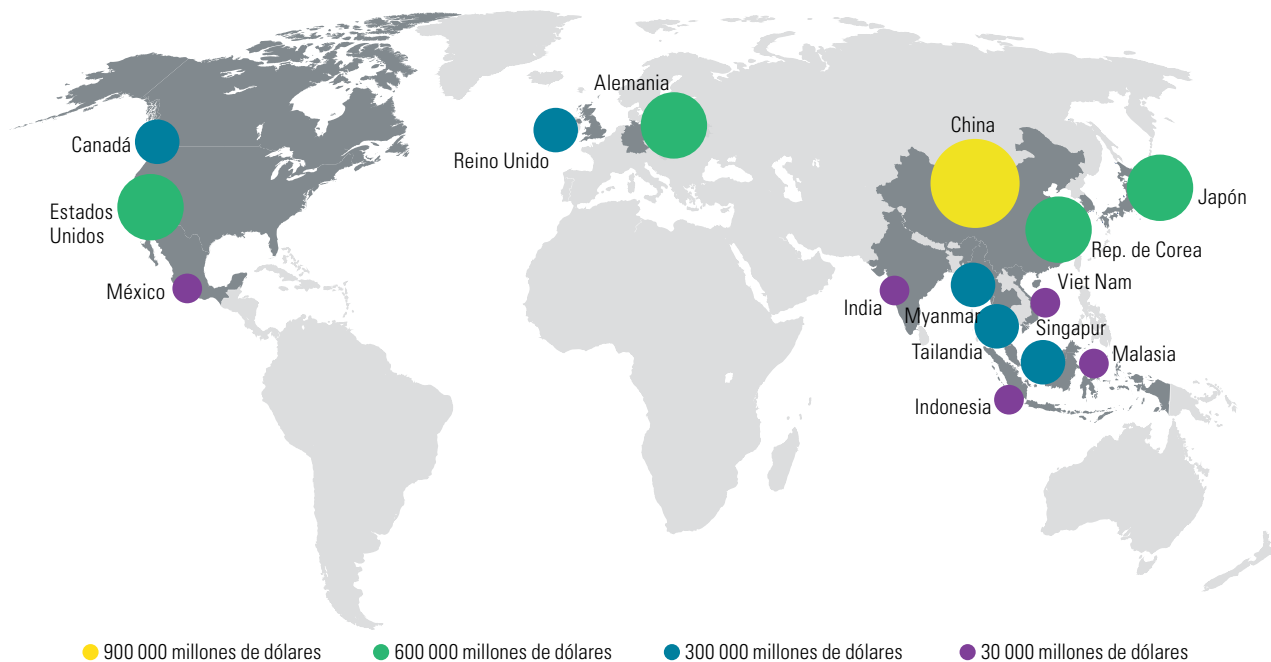 Alemania
China
Canadá
Reino Unido
Japón
Estados
Unidos
Rep. de Corea
México
Viet Nam
India
Myanmar
Singapur
Tailandia
Malasia
Indonesia
900 000 millones de dólares
600 000 millones de dólares
300 000 millones de dólares
30 000 millones de dólares